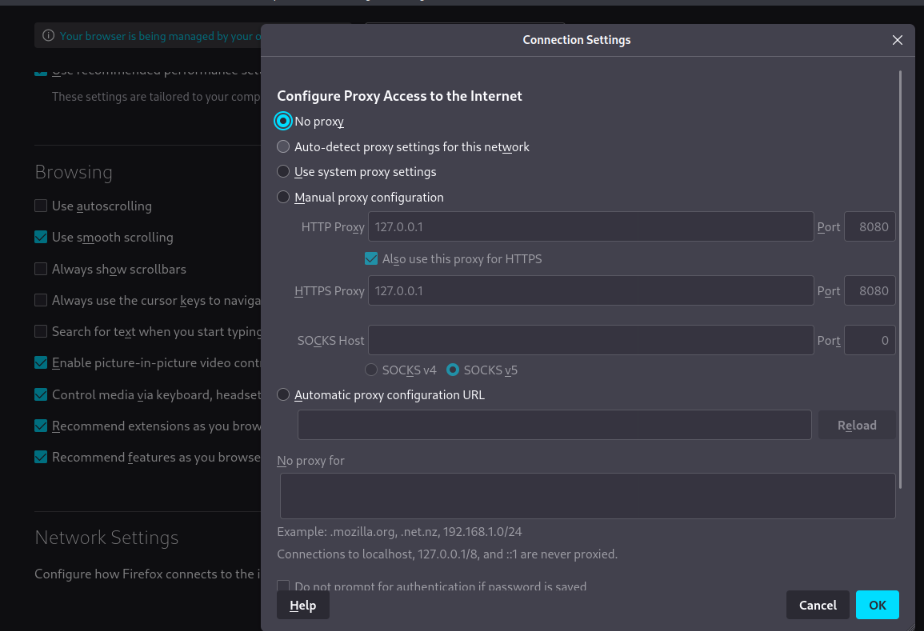 Your browser is being managed by your o
Connection Settings
Use recommended performance set
These settings are tailored to your comp
Configure Proxy Access to the Internet
No proxy
Auto-detect proxy settings for this network
Use system proxy settings
Manual proxy configuration
HTTP Proxy 127.0.0.1 Port 8080
Also use this proxy for HTTPS
HTTPS Proxy 127.0.0.1 Port 8080
SOCKS Host Port 0
SOCKS v4 SOCKS v5
Automatic proxy configuration URL
Reload
No proxy for
Example: .mozilla.org, .net.nz, 192.168.1.0/24
Connections to localhost, 127.0.0.1/8, and ::1 are never proxied.
Do not prompt for authentication if password is saved
Help Cancel OK
Browsing
Use autoscrolling
Use smooth scrolling
Always show scrollbars
Always use the cursor keys to naviga
Search for text when you start typing
Enable picture-in-picture video cont
Control media via keyboard, headset
Recommend extensions as you brow
Recommend features as you browse
Network Settings
Configure how Firefox connects to the i